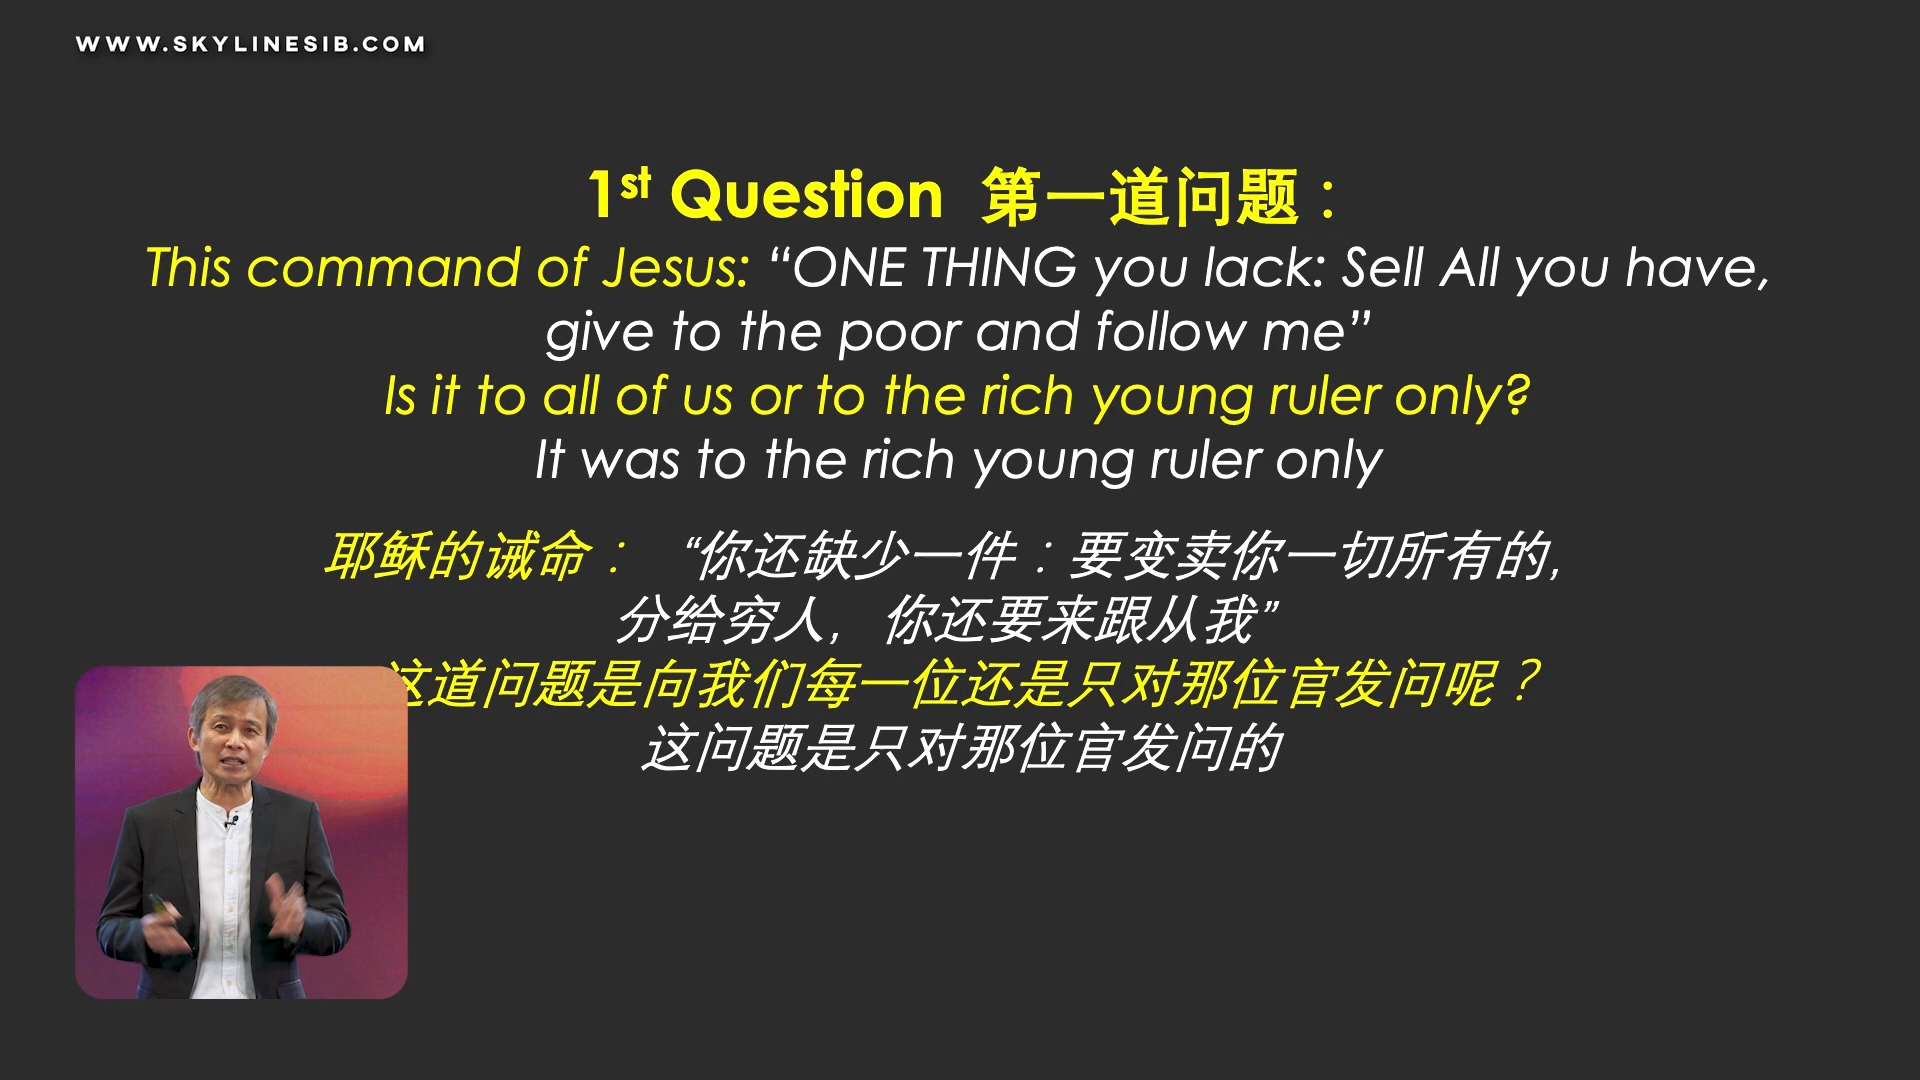 WWW.SKYLINESIB.COM
1st Question 第一道问题：
This command of Jesus: “ONE THING you lack: Sell All you have,
give to the poor and follow me”
Is it to all of us or to the rich young ruler only?
It was to the rich young ruler only
耶稣的诫命： “你还缺少一件：要变卖你一切所有的,
分给穷人，你还要来跟从我”
这道问题是向我们每一位还是只对那位官发问呢？
这问题是只对那位官发问的